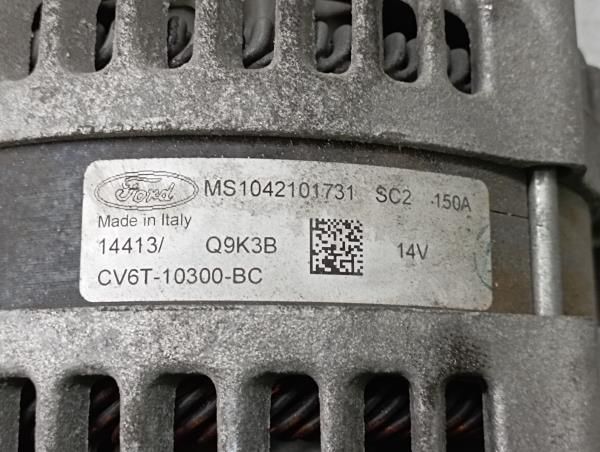 Ford MS1042101731 SC2 150A
Made in Italy
14413/ Q9K3B 14V
CV6T-10300-BC